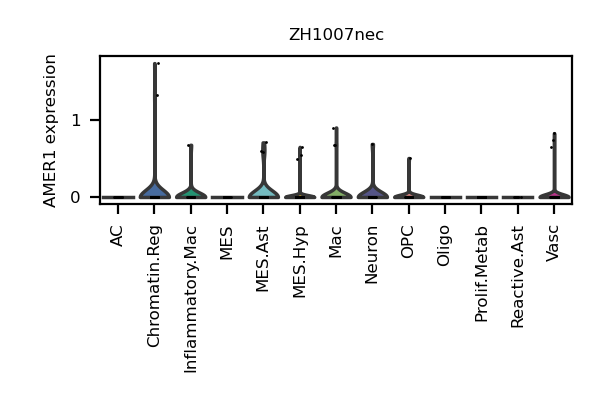 ZH1007nec
AMER1 expression
1
0
AC
Chromatin.Reg
Inflammatory.Mac
MES
MES.Ast
MES.Hyp
Mac
Neuron
OPC
Oligo
Prolif.Metab
Reactive.Ast
Vasc